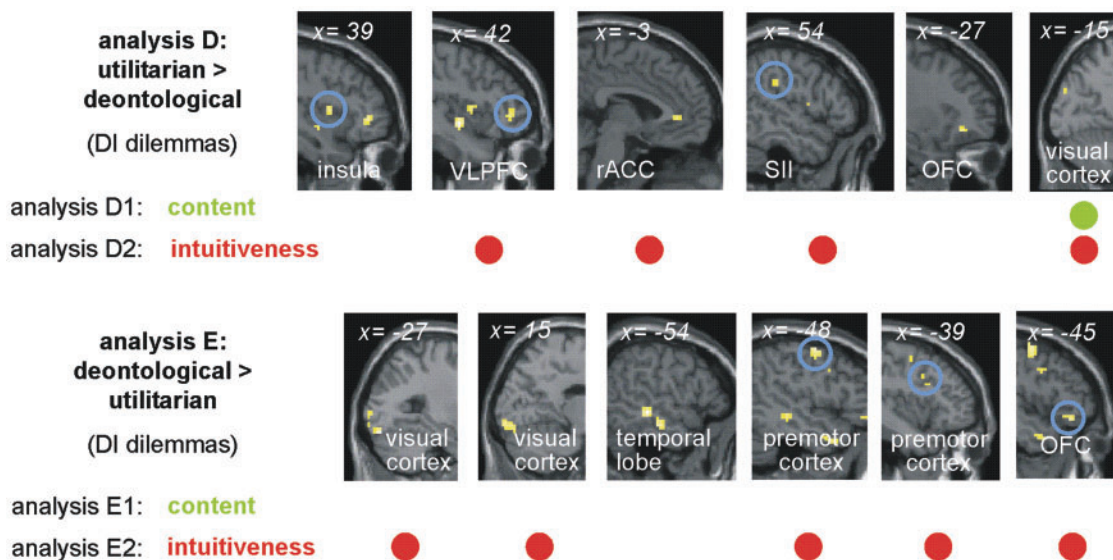 analysis D:
utilitarian >
deontological
(DI dilemmas)
x= 39
insula
x= 42
VLPFC
x= -3
rACC
x= 54
SII
x= -27
OFC
x= -15
visual
cortex
analysis D1: content
analysis D2: intuitiveness
analysis E:
deontological >
utilitarian
(DI dilemmas)
x= -27
visual
cortex
x= 15
visual
cortex
x= -54
temporal
lobe
x= -48
premotor
cortex
x= -39
premotor
cortex
x= -45
OFC
analysis E1: content
analysis E2: intuitiveness